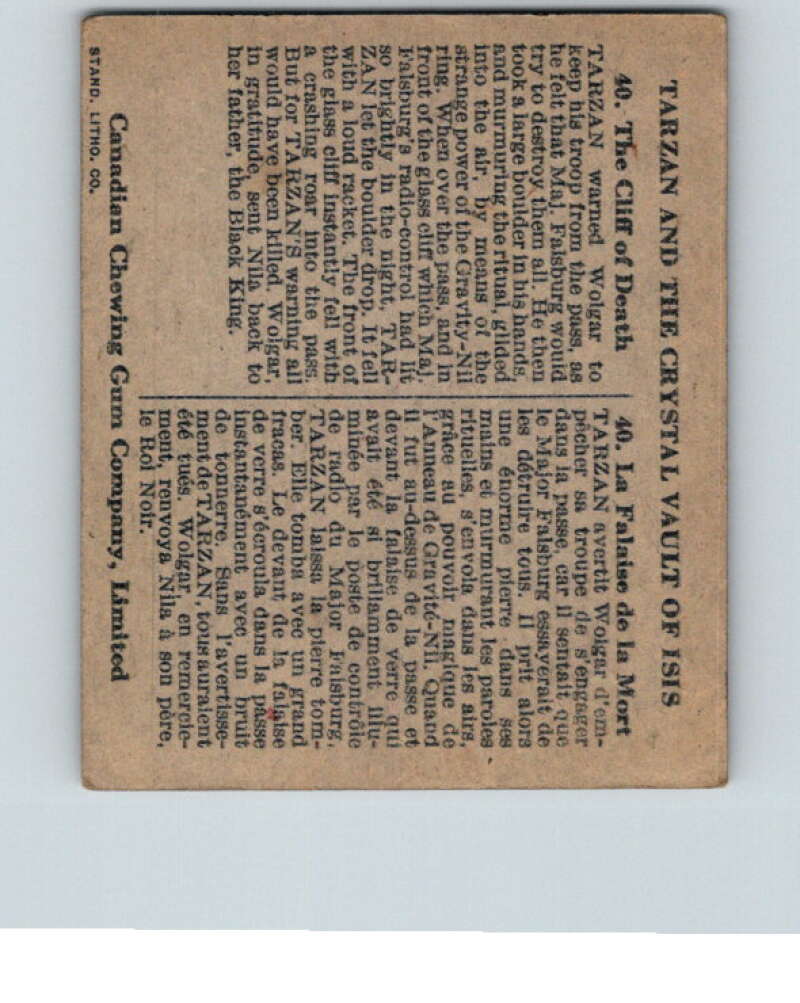 TARZAN AND THE CRYSTAL VAULT OF ISIS
40. The Cliff of Death
TARZAN warned Wolgar to
keep his troop from the pass, as
he felt that Maj. Falsburg would
try to destroy them all. He then
took a large boulder in his hands,
and murmuring the ritual, glided
into the air, by means of the
strange power of the Gravity-Nil
ring. When over the pass, and in
front of the glass cliff which Maj.
Falsburg's radio-control had lit
so brightly in the night, TAR-
ZAN let the boulder drop. It fell
with a loud racket. The front of
the glass cliff instantly fell with
a crashing roar into the pass.
But for TARZAN'S warning all
would have been killed. Wolgar,
in gratitude, sent Nila back to
her father, the Black King.
40. La Falaise de la Mort
TARZAN avertit Wolgar d'em-
pêcher sa troupe de s'engager
dans la passe, car il sentait que
le Major Falsburg essayerait de
les détruire tous. Il prit alors
une énorme pierre dans ses
mains et murmurant les paroles
rituelles, s'envola dans les airs,
grâce au pouvoir magique de
l'Anneau de Gravité-Nil. Quand
il fut au-dessus de la passe et
devant la falaise de verre qui
avait été si brillamment illu-
minée par le poste de contrôle
de radio du Major Falsburg,
TARZAN laissa la pierre tom-
ber. Elle tomba avec un grand
fracas. Le devant de la falaise
de verre s'écroula dans la passe
instantanément avec un bruit
de tonnerre. Sans l'avertisse-
ment de TARZAN, tous auraient
été tués. Wolgar, en remercie-
ment, renvoya Nila à son père,
le Roi Noir.
Canadian Chewing Gum Company, Limited
STAND. LITHO. CO.